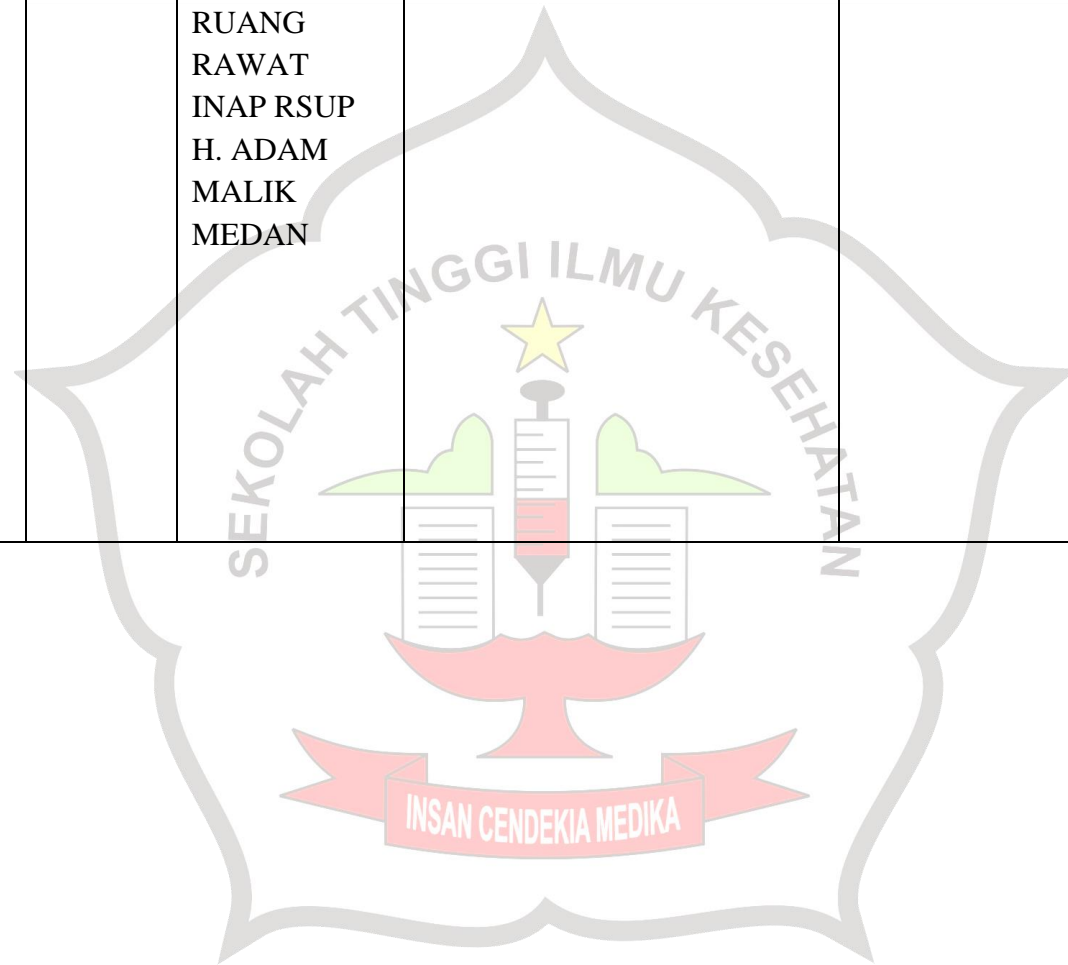 RUANG
RAWAT
INAP RSUP
H. ADAM
MALIK
MEDAN
SEKOLAH TINGGI ILMU KESEHATAN
INSAN CENDEKIA MEDIKA